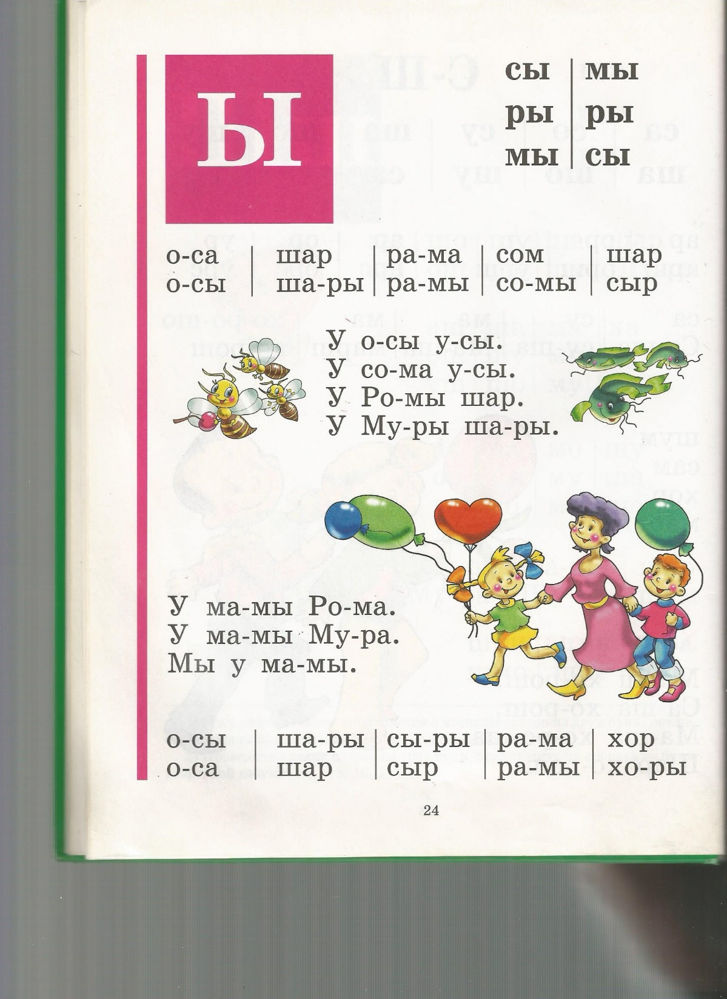 Ы
сы | мы
ры | ры
мы | сы
о-са | шар | ра-ма | сом | шар
о-сы | ша-ры | ра-мы | со-мы | сыр
У о-сы у-сы.
У со-ма у-сы.
У Ро-мы шар.
У Му-ры ша-ры.
У ма-мы Ро-ма.
У ма-мы Му-ра.
Мы у ма-мы.
о-сы | ша-ры | сы-ры | ра-ма | хор
о-са | шар | сыр | ра-мы | хо-ры
24